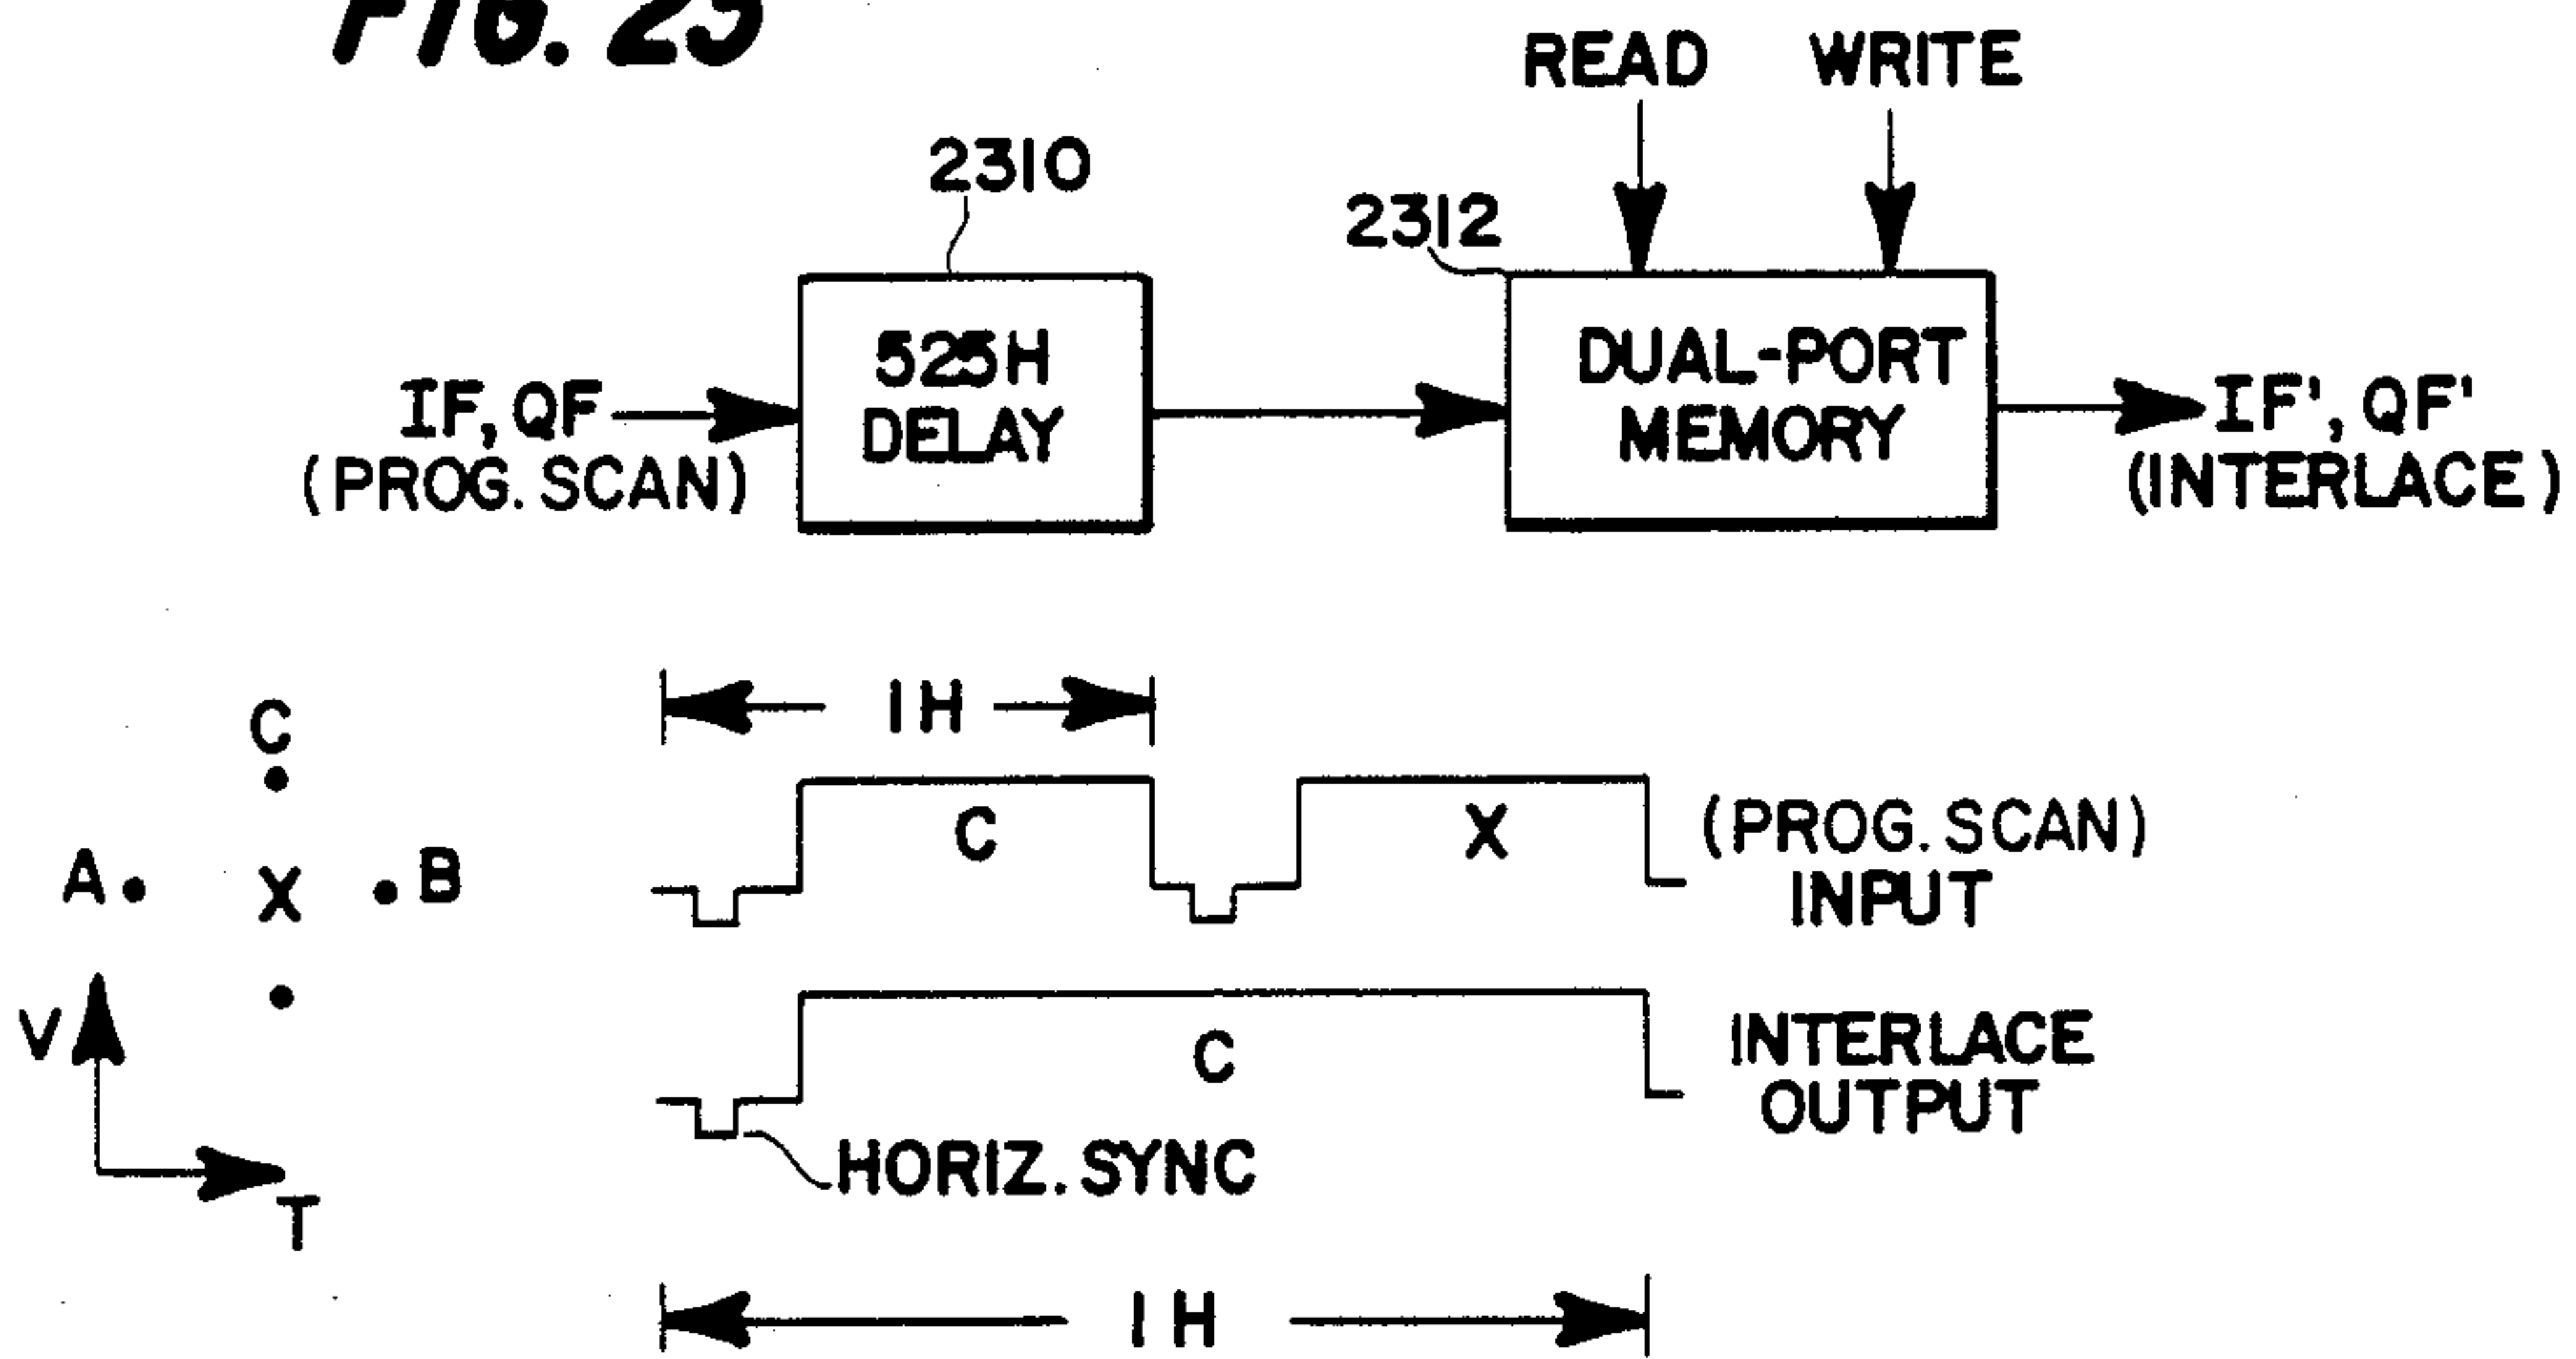 FIG. 23
READ WRITE
2310
2312
525H
DELAY
DUAL-PORT
MEMORY
IF, QF
(PROG. SCAN)
IF', QF'
(INTERLACE)
C
A X B
V
T
1H
C X
(PROG. SCAN)
INPUT
C
INTERLACE
OUTPUT
HORIZ. SYNC
1H